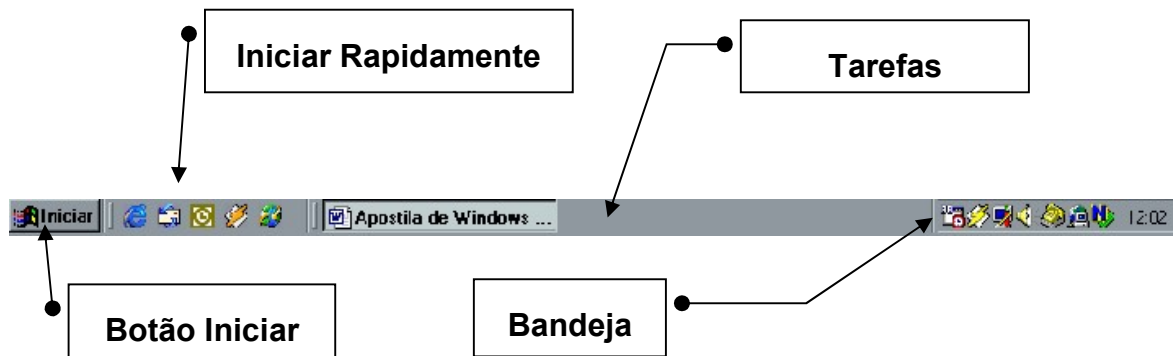 Iniciar Rapidamente
Tarefas
Iniciar
Apostila de Windows ...
12:02
Botão Iniciar
Bandeja